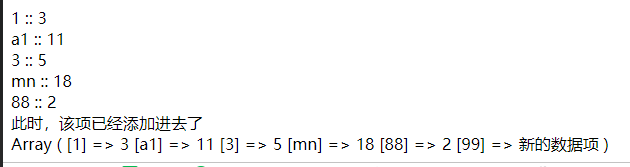 1 :: 3
a1 :: 11
3 :: 5
mn :: 18
88 :: 2
此时，该项已经添加进去了
Array ( [1] => 3 [a1] => 11 [3] => 5 [mn] => 18 [88] => 2 [99] => 新的数据项 )